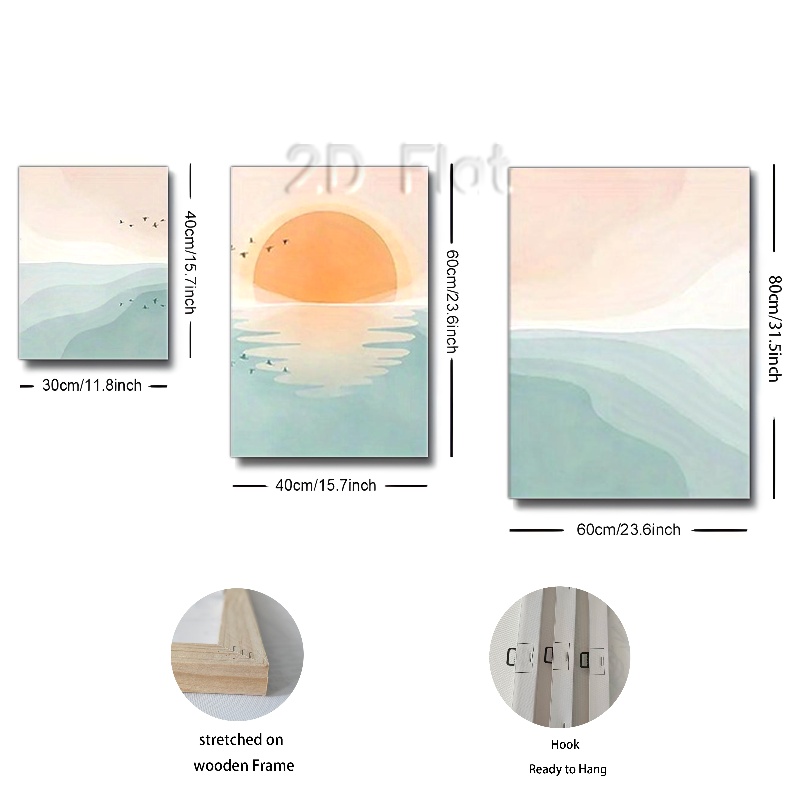 2D Flat
40cm/15.7inch
30cm/11.8inch
60cm/23.6inch
40cm/15.7inch
80cm/31.5inch
60cm/23.6inch
stretched on
wooden Frame
Hook
Ready to Hang